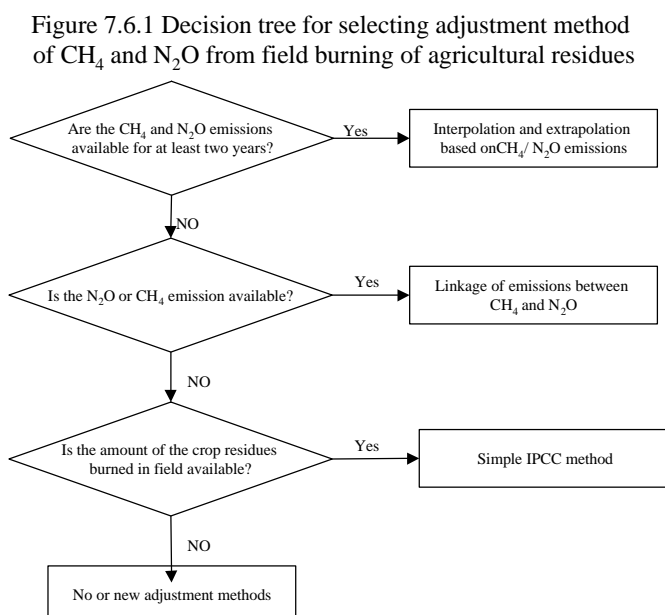 Figure 7.6.1 Decision tree for selecting adjustment method
of CH₄ and N₂O from field burning of agricultural residues
Are the CH₄ and N₂O emissions
available for at least two years?
Yes
Interpolation and extrapolation
based onCH₄/ N₂O emissions
NO
Is the N₂O or CH₄ emission available?
Yes
Linkage of emissions between
CH₄ and N₂O
NO
Is the amount of the crop residues
burned in field available?
Yes
Simple IPCC method
NO
No or new adjustment methods